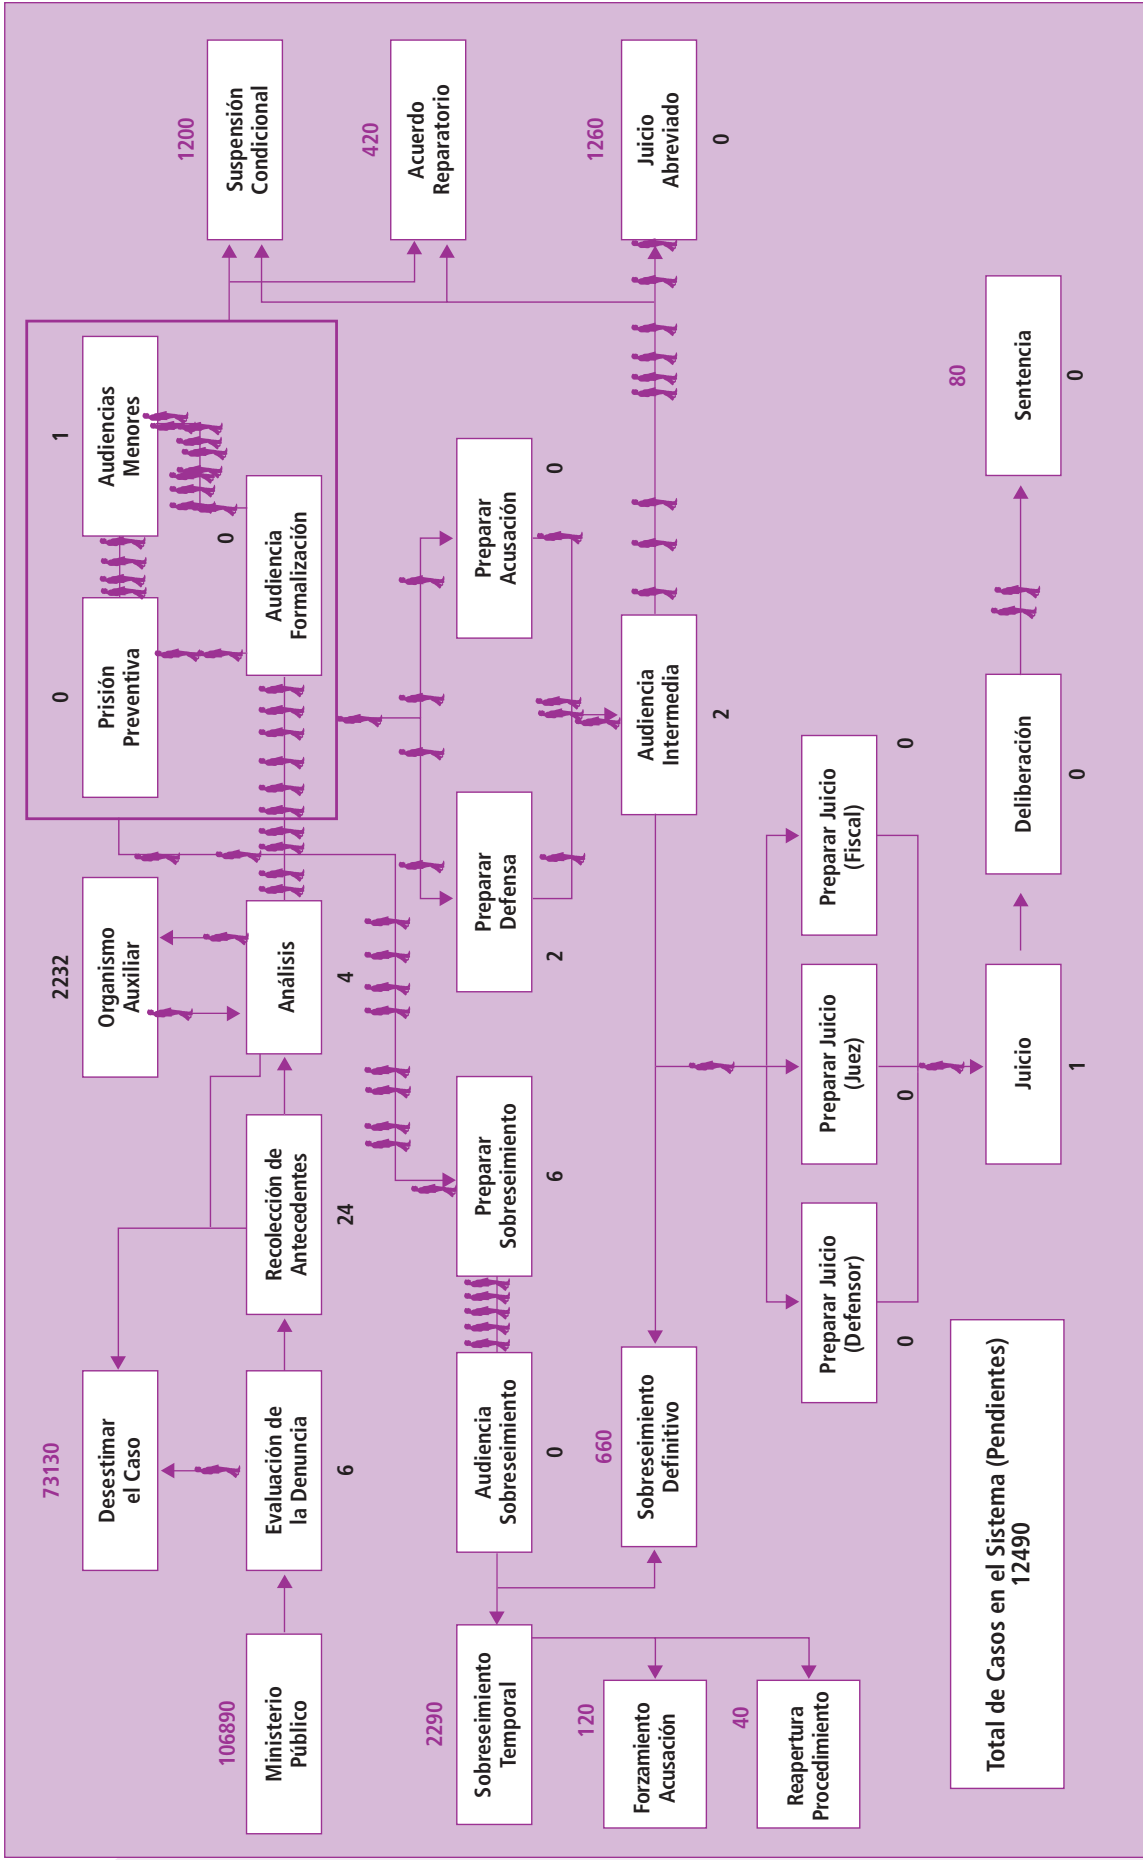 106890
Ministerio
Público
73130
Desestimar
el Caso
Evaluación de
la Denuncia
6
Recolección de
Antecedentes
24
2232
Organismo
Auxiliar
Análisis
4
0
Prisión
Preventiva
1
Audiencias
Menores
0
Audiencia
Formalización
1200
Suspensión
Condicional
420
Acuerdo
Reparatorio
2290
Sobreseimiento
Temporal
Audiencia
Sobreseimiento
0
Preparar
Sobreseimiento
6
Preparar
Defensa
2
Preparar
Acusación
0
120
Forzamiento
Acusación
660
Sobreseimiento
Definitivo
Audiencia
Intermedia
2
1260
Juicio
Abreviado
0
40
Reapertura
Procedimiento
Preparar Juicio
(Defensor)
0
Preparar Juicio
(Juez)
0
Preparar Juicio
(Fiscal)
0
Total de Casos en el Sistema (Pendientes)
12490
Juicio
1
Deliberación
0
80
Sentencia
0